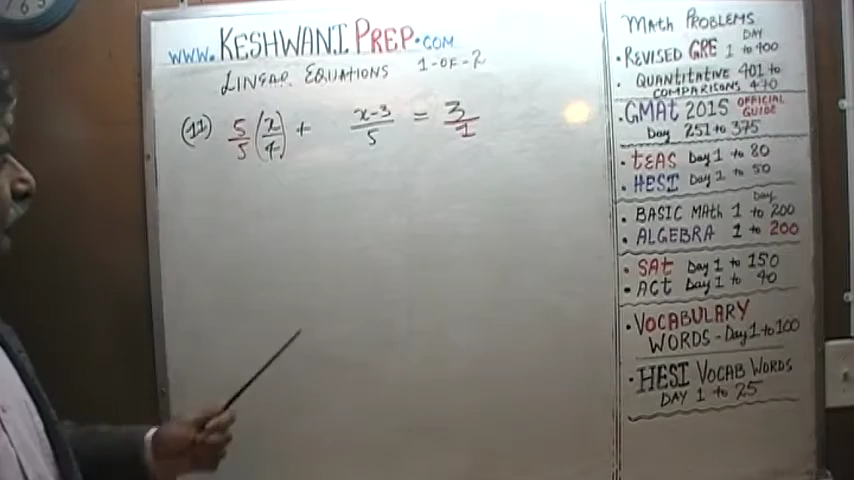 www.KESHWANI PREP.COM
LINEAR EQUATIONS 1-OF-2
(11) 5/5 (x/4) + x-3/5 = 3/1
MATH PROBLEMS
DAY
• REVISED GRE 1 to 400
• QUANTITATIVE 401 to
COMPARISONS 470
• GMAt 2015 OFFICIAL GUIDE
Day 251 to 375
• tEAS Day 1 to 80
• HESI Day 1 to 50
Day
• BASIC MAth 1 to 200
• ALGEBRA 1 to 200
• SAt Day 1 to 150
• ACt Day 1 to 40
• VOCABULARY
WORDS - Day 1 to 100
• HESI VOCAB WORDS
DAY 1 to 25